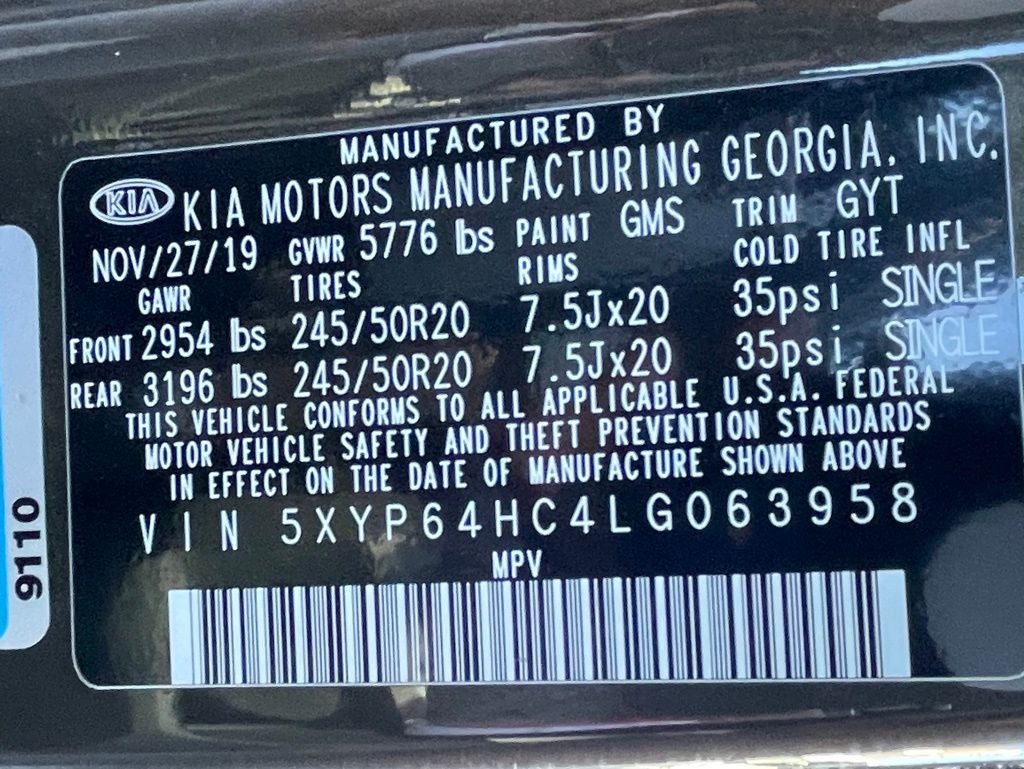 MANUFACTURED BY
KIA KIA MOTORS MANUFACTURING GEORGIA, INC.
NOV/27/19 GVWR 5776 lbs PAINT GMS TRIM GYT
GAWR TIRES RIMS COLD TIRE INFL
FRONT 2954 lbs 245/50R20 7.5Jx20 35psi SINGLE
REAR 3196 lbs 245/50R20 7.5Jx20 35psi SINGLE
THIS VEHICLE CONFORMS TO ALL APPLICABLE U.S.A. FEDERAL
MOTOR VEHICLE SAFETY AND THEFT PREVENTION STANDARDS
IN EFFECT ON THE DATE OF MANUFACTURE SHOWN ABOVE
VIN 5XYP64HC4LG063958
MPV
9110